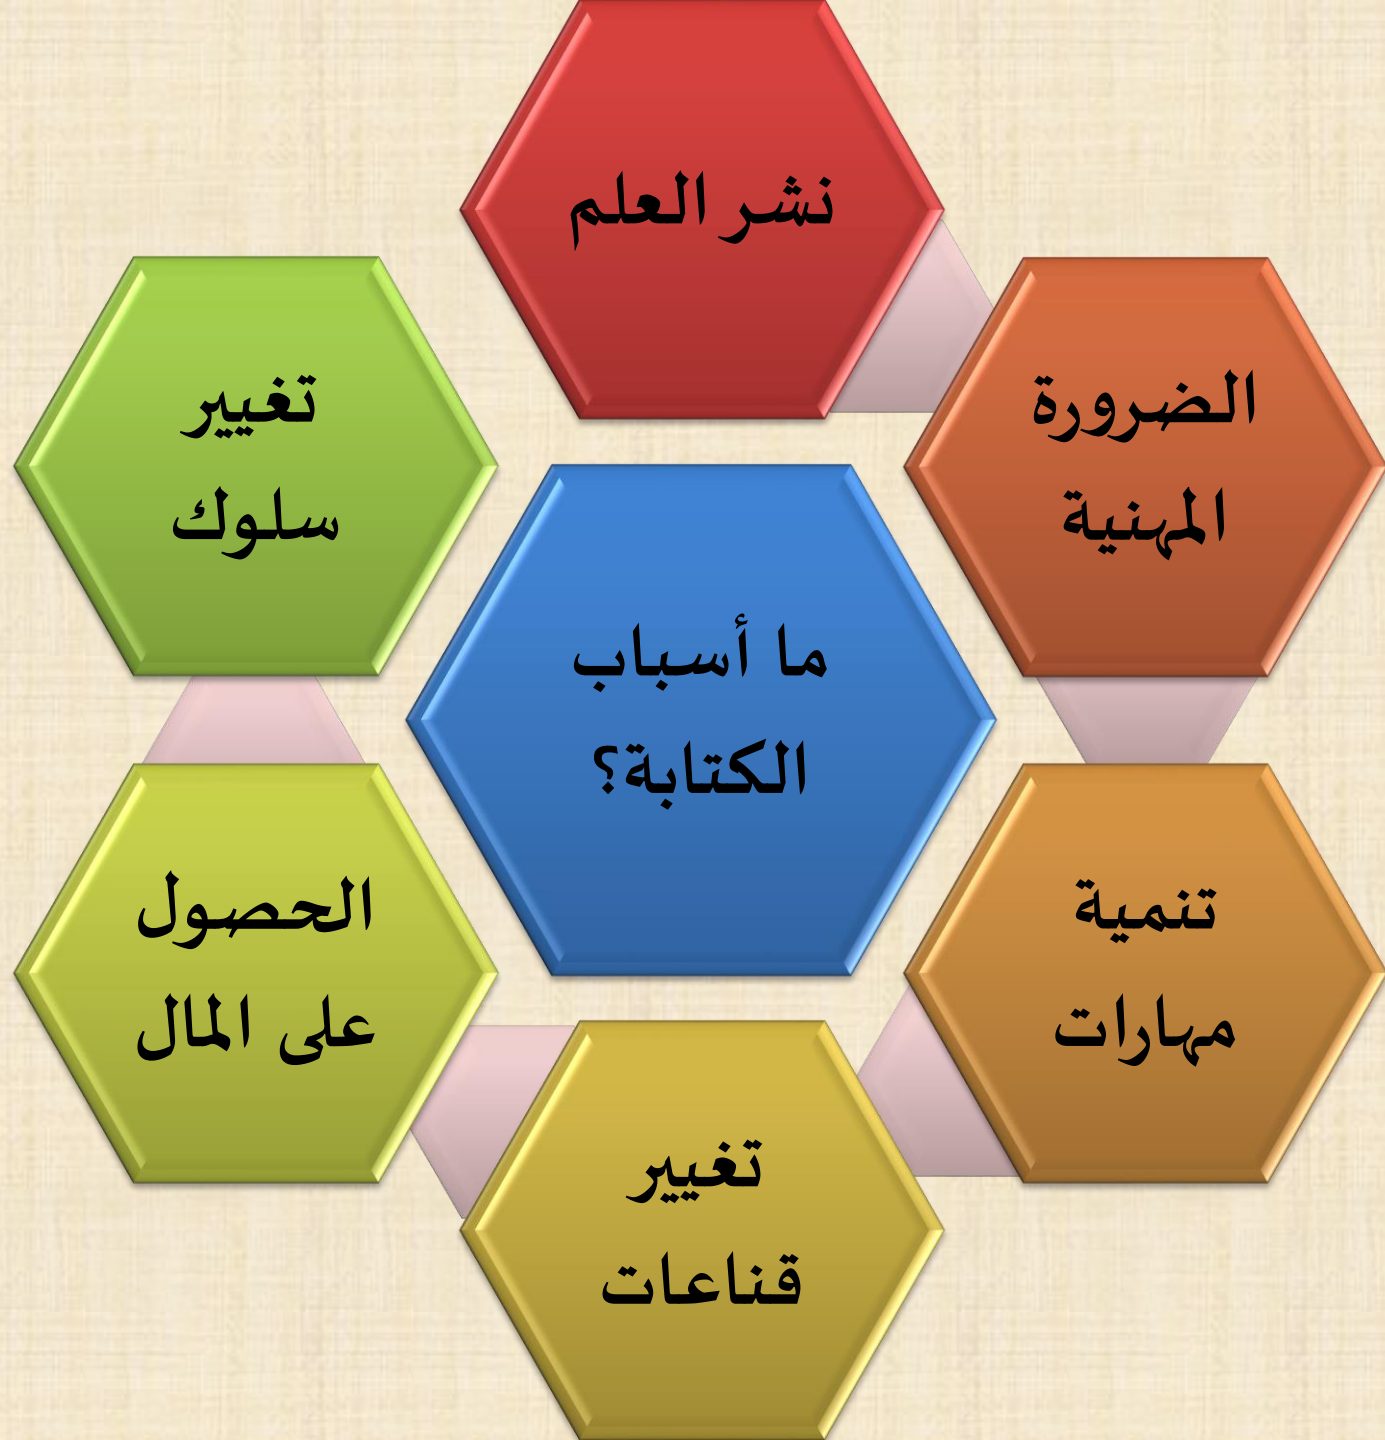 نشر العلم
الضرورة
المهنية
تغيير
سلوك
ما أسباب
الكتابة؟
تنمية
مهارات
الحصول
على المال
تغيير
قناعات